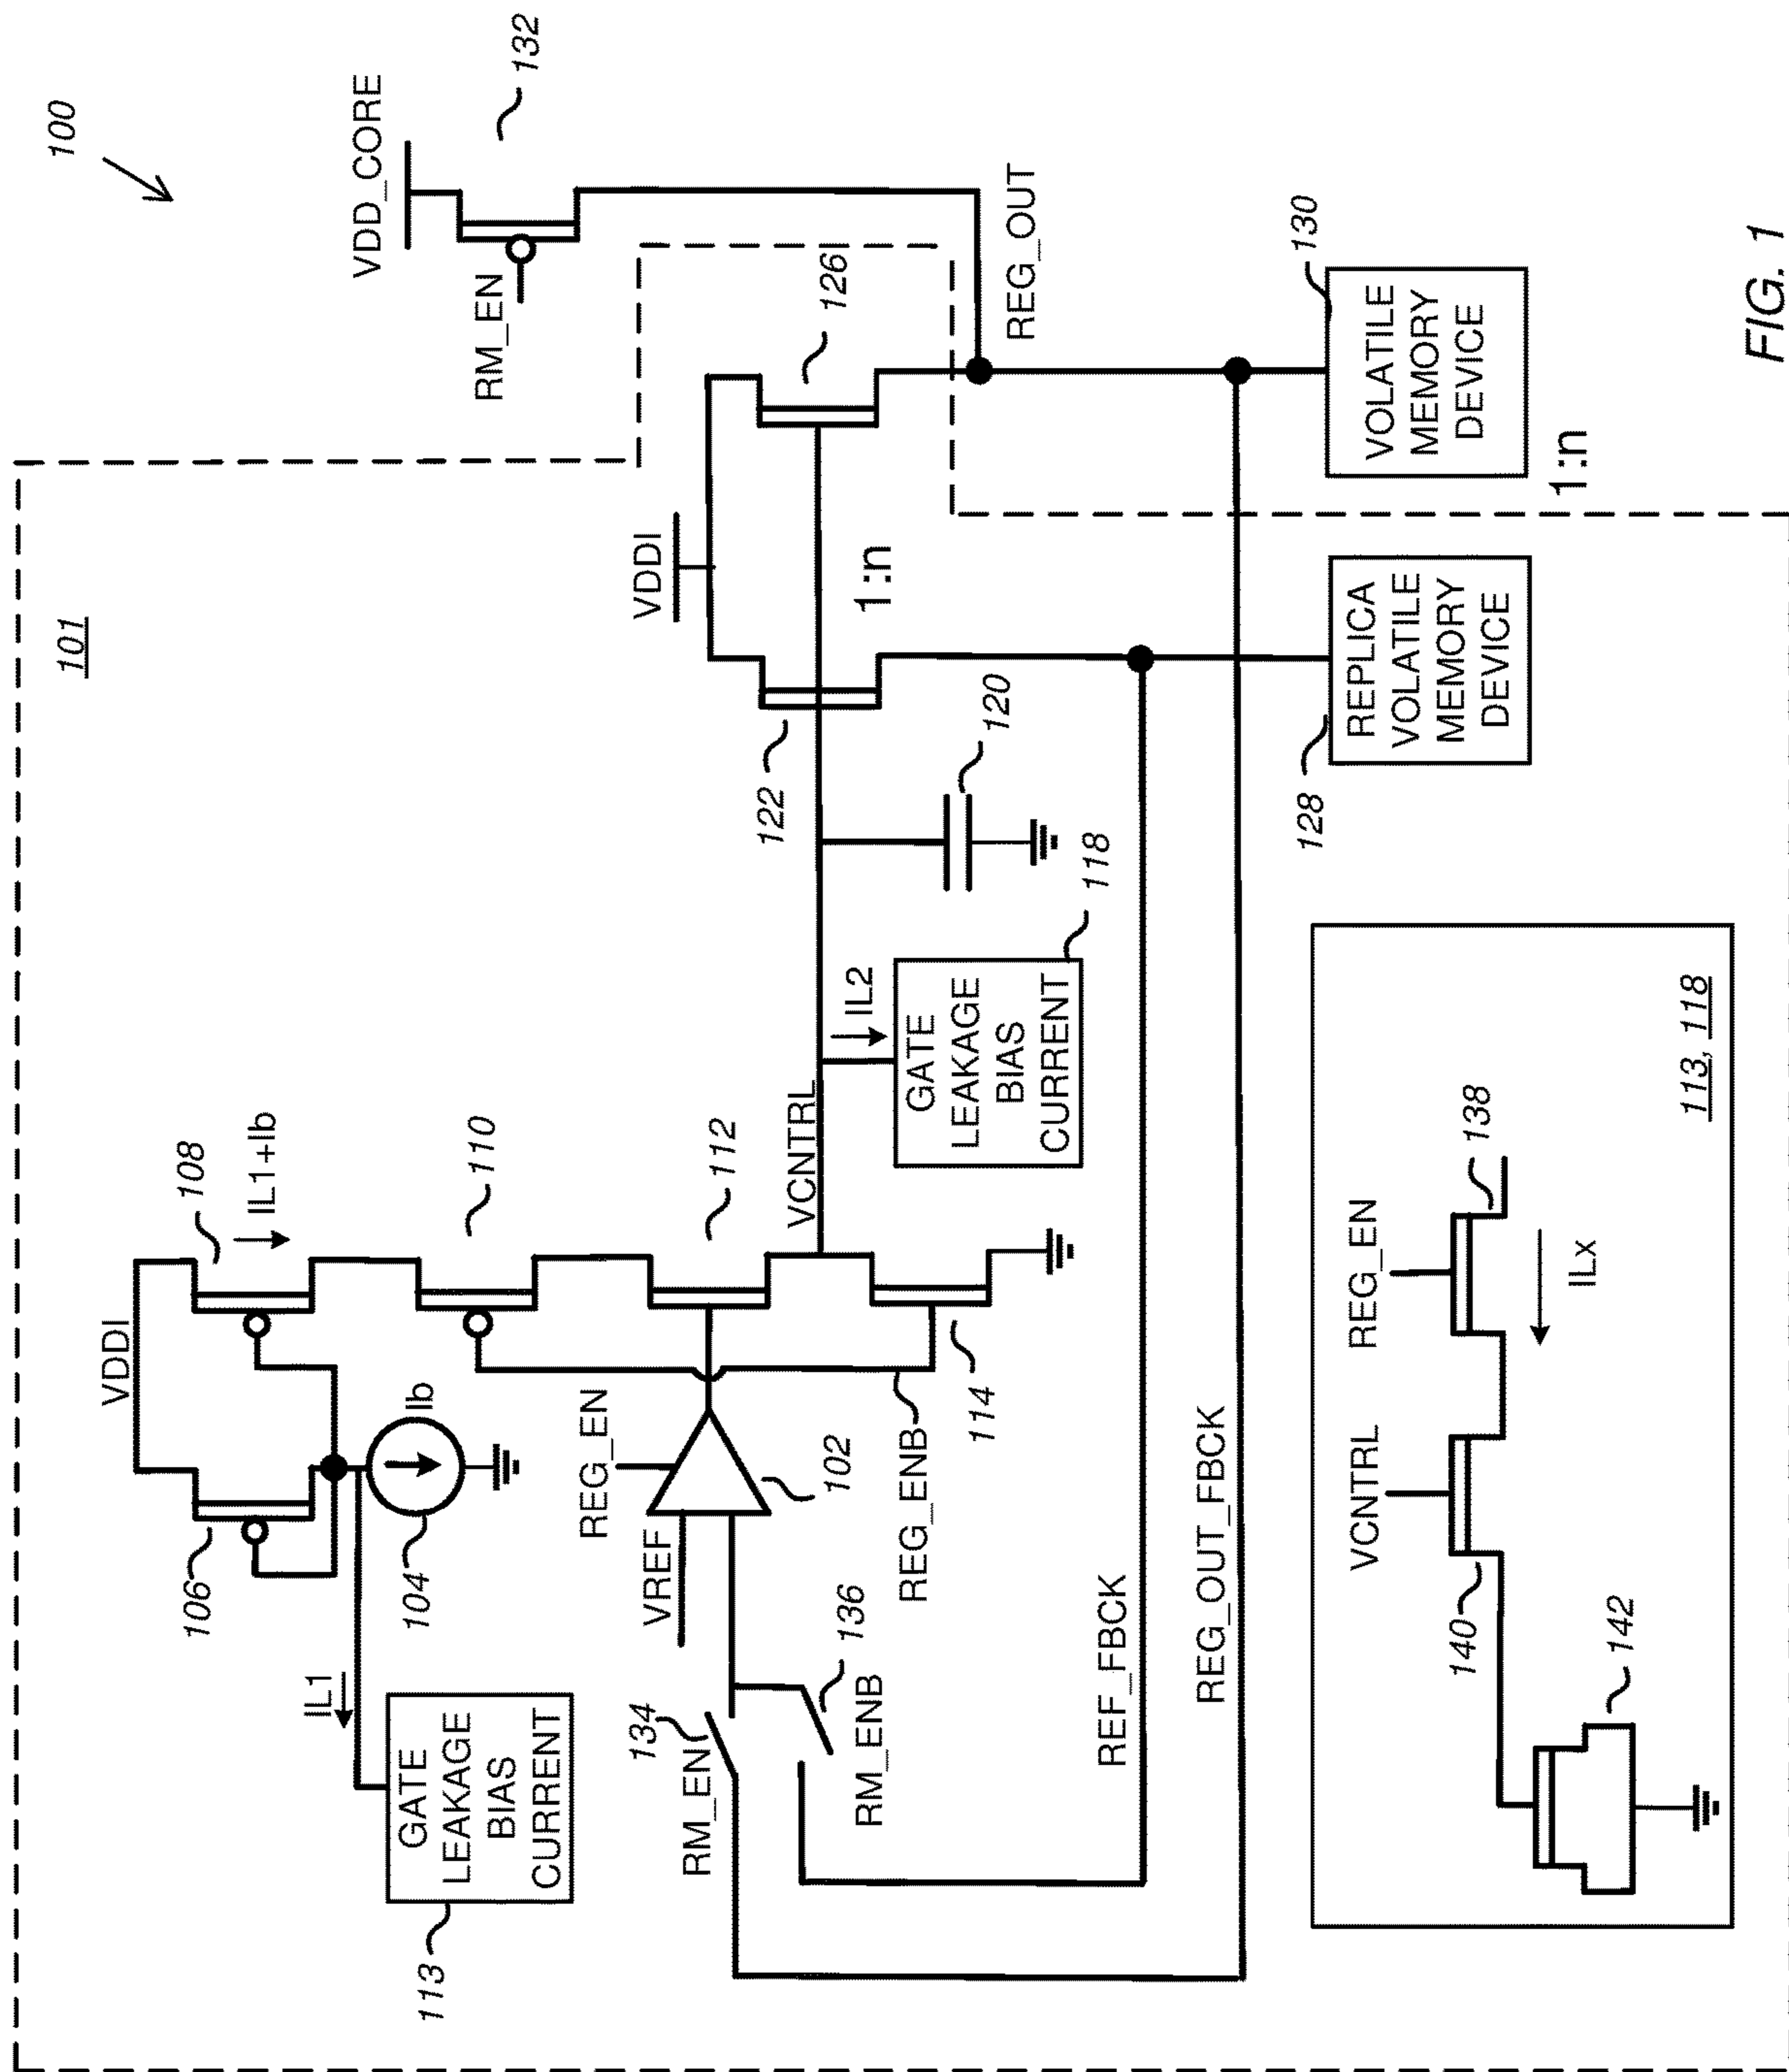 100
101
VDD_CORE
132
RM_EN
VDDI
108
IL1+Ib
106
Ib
104
110
IL1
GATE
LEAKAGE
BIAS
CURRENT
113
REG_EN
VREF
102
112
VCNTRL
REG_ENB
114
134
RM_EN
136
RM_ENB
IL2
GATE
LEAKAGE
BIAS
CURRENT
118
120
VDDI
122
1:n
126
REG_OUT
REF_FBCK
REG_OUT_FBCK
REPLICA
VOLATILE
MEMORY
DEVICE
128
VOLATILE
MEMORY
DEVICE
130
1:n
VCNTRL
REG_EN
138
140
ILx
142
113, 118
FIG. 1